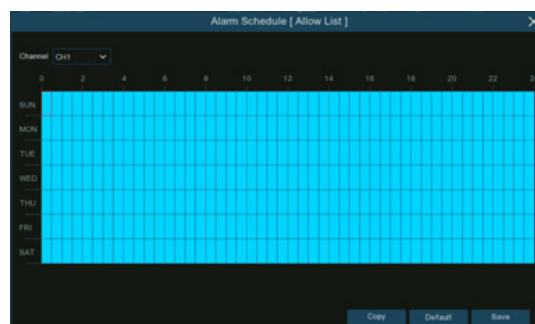 Alarm Schedule [ Allow List ]
X
Channel CH1
0 2 4 6 8 10 12 14 16 18 20 22
SUN
MON
TUE
WED
THU
FRI
SAT
Copy Default Save